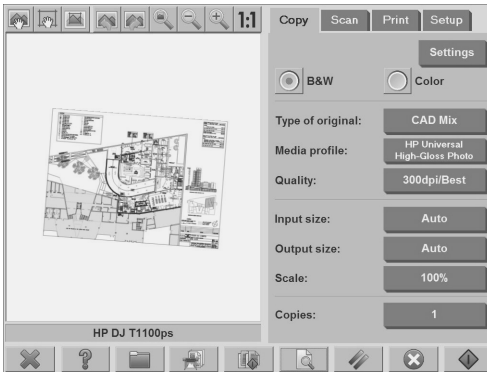 1:1
Copy
Scan
Print
Setup
Settings
B&W
Color
Type of original:
CAD Mix
Media profile:
HP Universal
High-Gloss Photo
Quality:
300dpi/Best
Input size:
Auto
Output size:
Auto
Scale:
100%
Copies:
1
HP DJ T1100ps
?